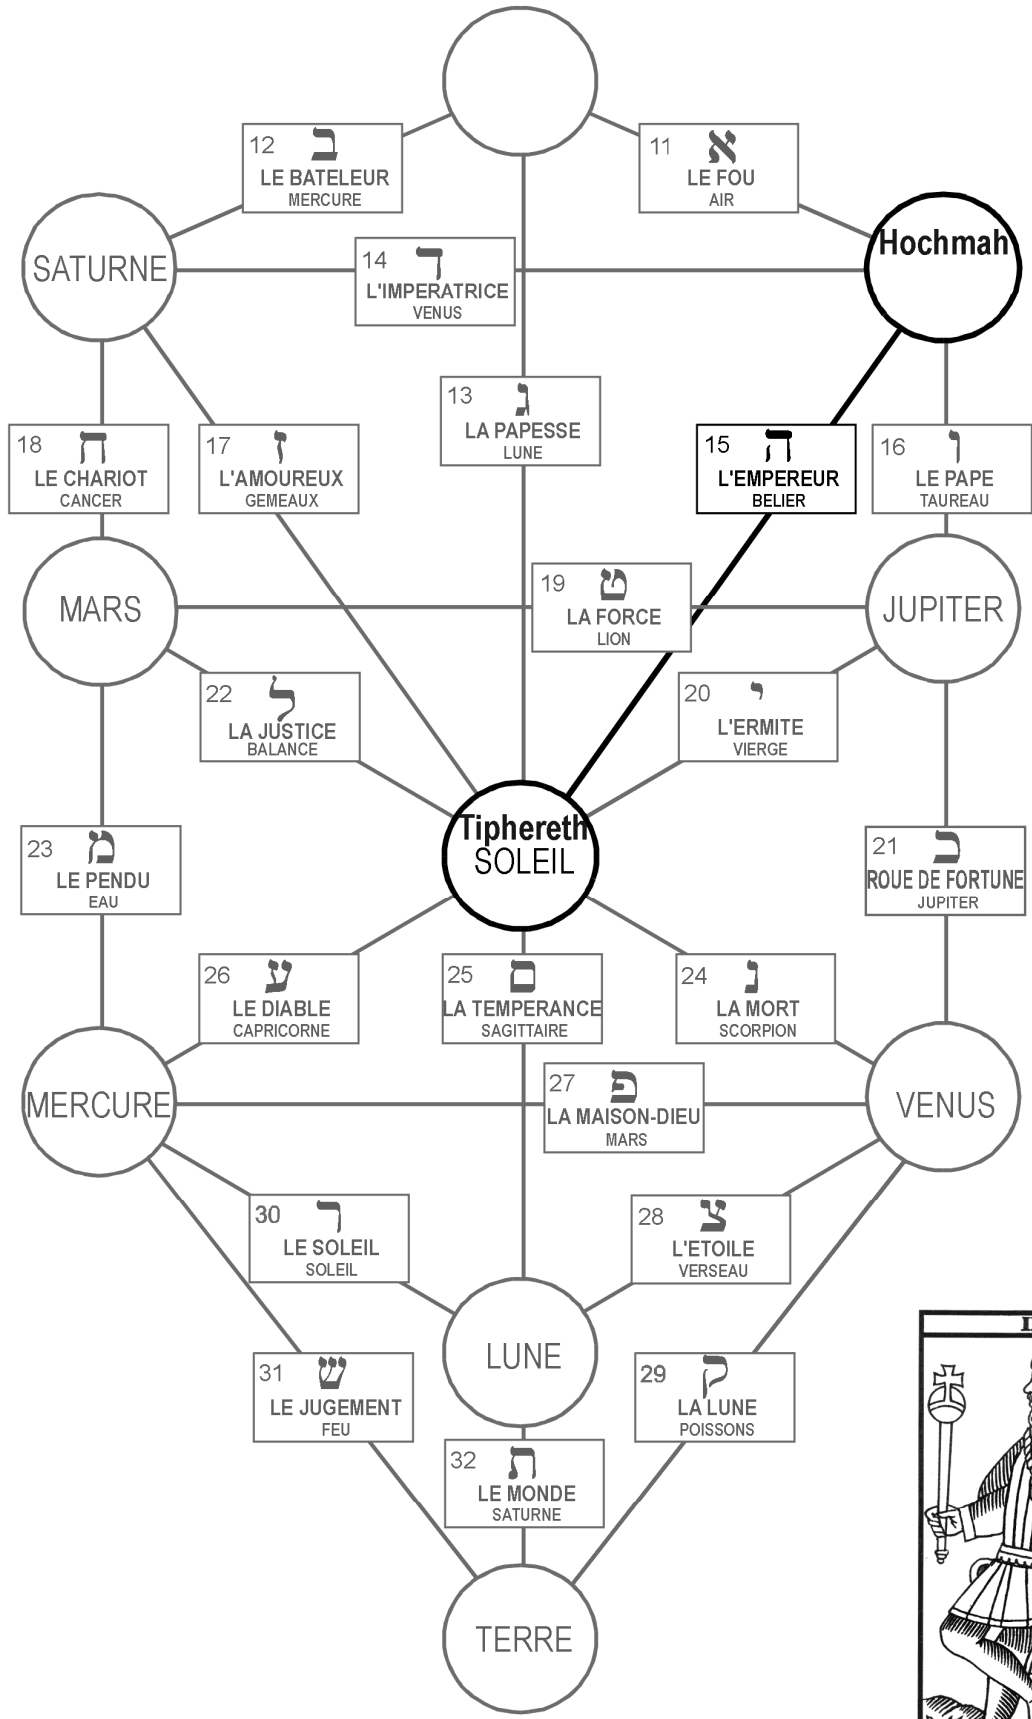 12 ב
LE BATELEUR
MERCURE
11 א
LE FOU
AIR
SATURNE
14 ד
L'IMPERATRICE
VENUS
Hochmah
13 ג
LA PAPESSE
LUNE
18 ח
LE CHARIOT
CANCER
17 ז
L'AMOUREUX
GEMEAUX
15 ה
L'EMPEREUR
BELIER
16 ו
LE PAPE
TAUREAU
MARS
19 ט
LA FORCE
LION
JUPITER
22 ל
LA JUSTICE
BALANCE
20 י
L'ERMITE
VIERGE
Tiphereth
SOLEIL
23 מ
LE PENDU
EAU
21 כ
ROUE DE FORTUNE
JUPITER
26 ע
LE DIABLE
CAPRICORNE
25 ם
LA TEMPERANCE
SAGITTAIRE
24 נ
LA MORT
SCORPION
MERCURE
27 פ
LA MAISON-DIEU
MARS
VENUS
30 ר
LE SOLEIL
SOLEIL
28 צ
L'ETOILE
VERSEAU
LUNE
31 ש
LE JUGEMENT
FEU
29 ק
LA LUNE
POISSONS
32 ת
LE MONDE
SATURNE
TERRE